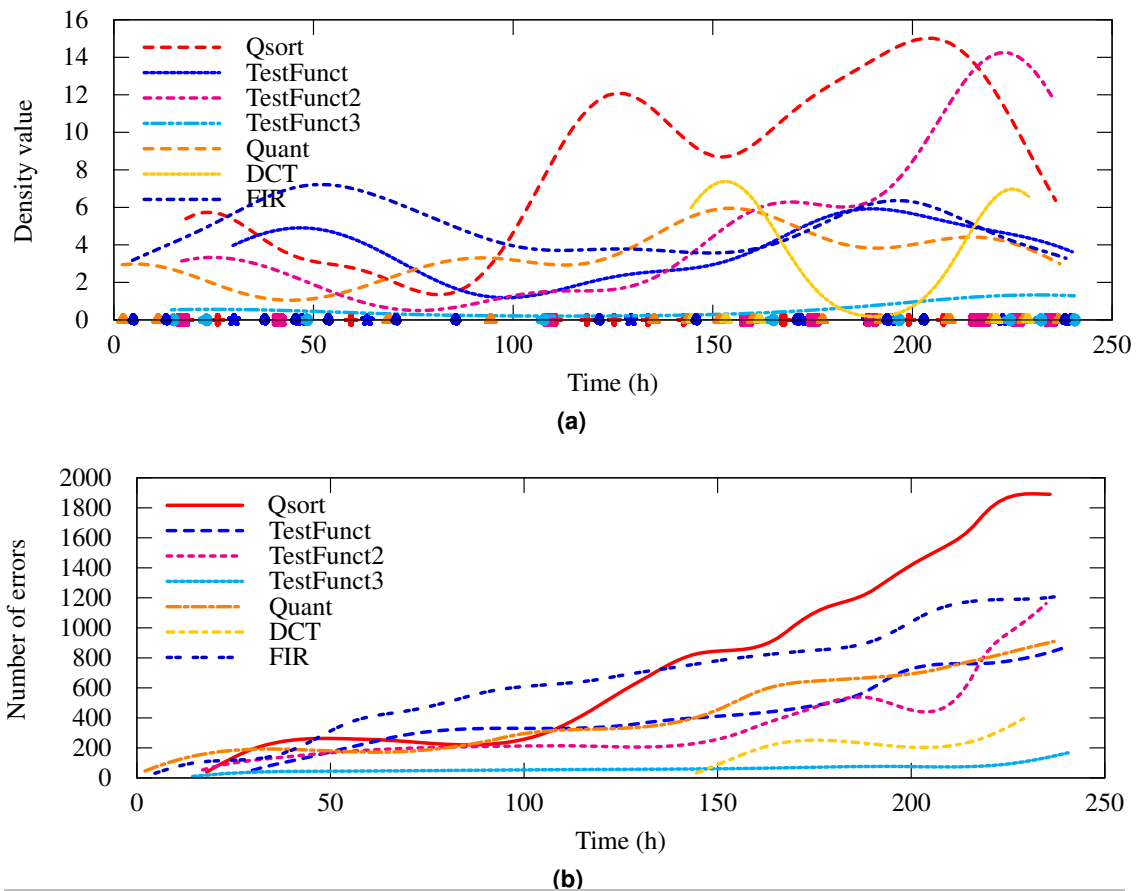 16
14
12
10
8
6
4
2
0
Density value
Qsort
TestFunct
TestFunct2
TestFunct3
Quant
DCT
FIR
0 50 100 150 200 250
Time (h)
(a)
2000
1800
1600
1400
1200
1000
800
600
400
200
0
Number of errors
Qsort
TestFunct
TestFunct2
TestFunct3
Quant
DCT
FIR
0 50 100 150 200 250
Time (h)
(b)